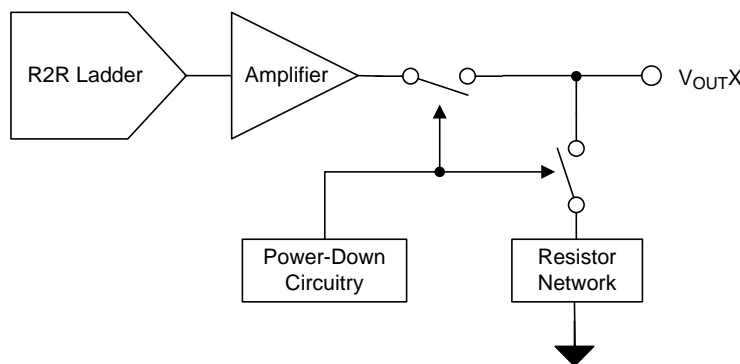 R2R Ladder
Amplifier
VOUTX
Power-Down
Circuitry
Resistor
Network